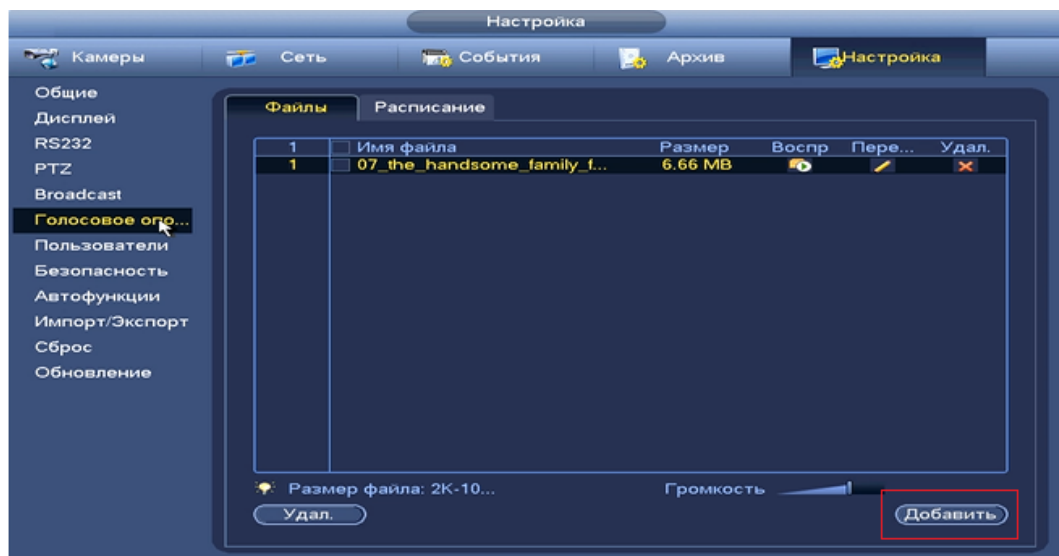 Настройка
Камеры Сеть События Архив Настройка
Общие
Дисплей
RS232
PTZ
Broadcast
Голосовое опо...
Пользователи
Безопасность
Автофункции
Импорт/Экспорт
Сброс
Обновление
Файлы Расписание
1 Имя файла Размер Воспр Пере... Удал.
1 07_the_handsome_family_f... 6.66 MB
Размер файла: 2K-10... Громкость
Удал. Добавить